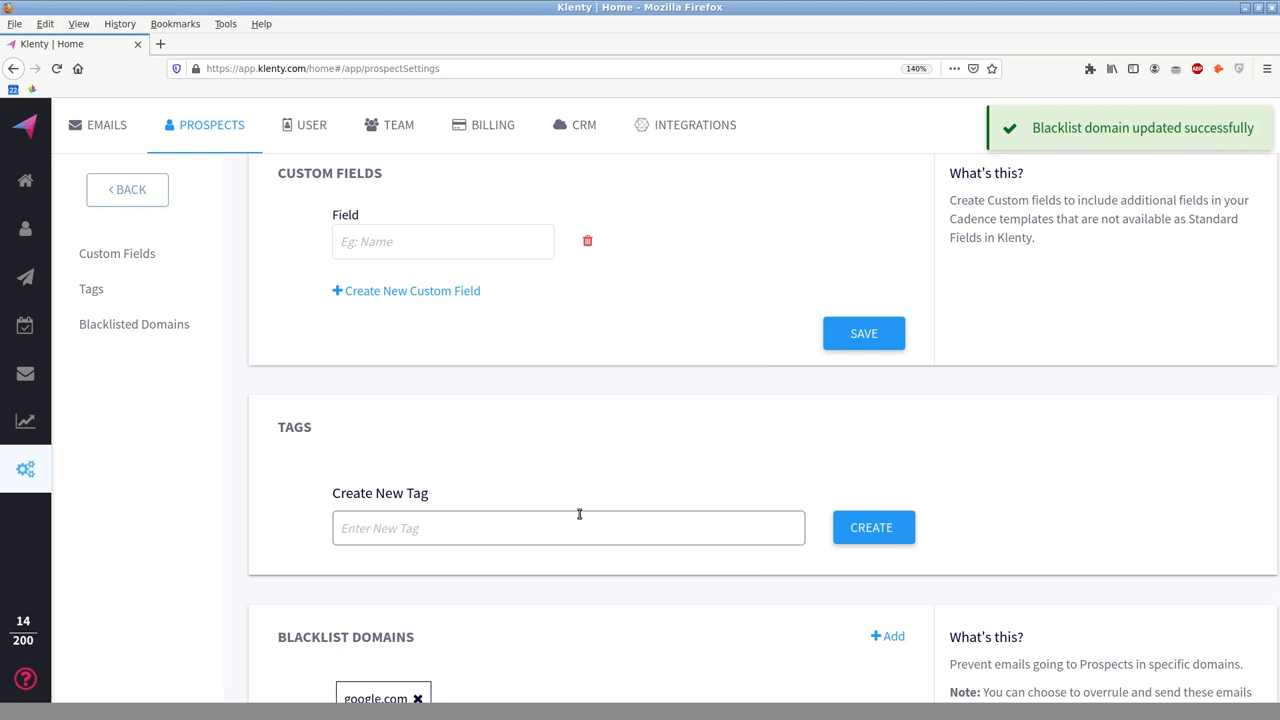 Klenty | Home - Mozilla Firefox
File Edit View History Bookmarks Tools Help
Klenty | Home
https://app.klenty.com/home#/app/prospectSettings
140%
ABP
22
EMAILS PROSPECTS USER TEAM BILLING CRM INTEGRATIONS
Blacklist domain updated successfully
BACK
Custom Fields
Tags
Blacklisted Domains
14
200
CUSTOM FIELDS
Field
Eg: Name
Create New Custom Field
SAVE
What's this?
Create Custom fields to include additional fields in your
Cadence templates that are not available as Standard
Fields in Klenty.
TAGS
Create New Tag
Enter New Tag
CREATE
BLACKLIST DOMAINS
Add
google.com
What's this?
Prevent emails going to Prospects in specific domains.
Note: You can choose to overrule and send these emails